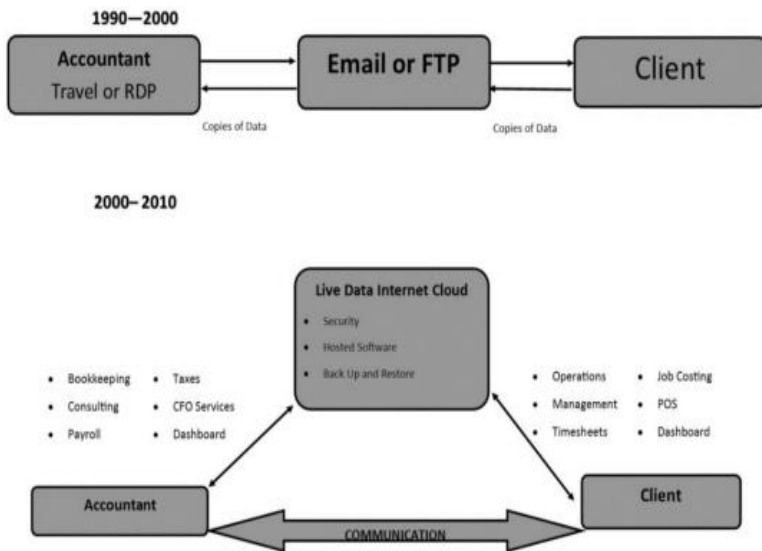 1990—2000
Accountant
Travel or RDP
Email or FTP
Client
Copies of Data
Copies of Data
2000–2010
Live Data Internet Cloud
• Security
• Hosted Software
• Back Up and Restore
• Bookkeeping • Taxes
• Consulting • CFO Services
• Payroll • Dashboard
• Operations • Job Costing
• Management • POS
• Timesheets • Dashboard
Accountant
Client
COMMUNICATION